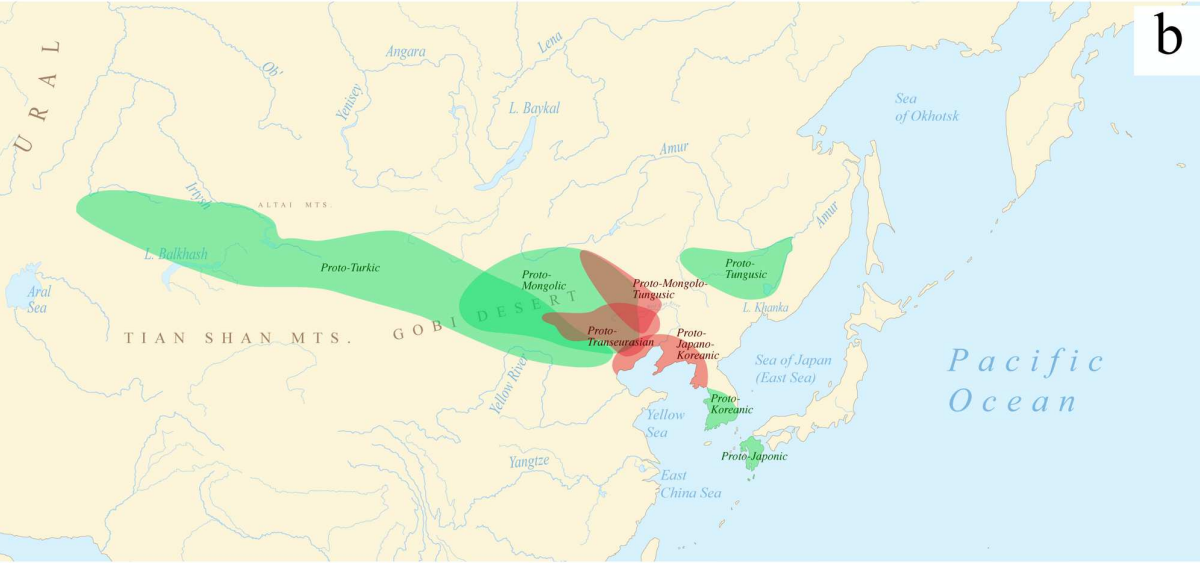 b
URAL
Ob'
Yenisey
Angara
Lena
L. Baykal
Amur
Sea
of Okhotsk
Irtysh
ALTAI MTS.
Amur
L. Balkhash
Proto-Turkic
Proto-
Mongolic
Proto-Mongolo-
Tungusic
Proto-
Tungusic
Aral
Sea
L. Khanka
TIAN SHAN MTS.
GOBI DESERT
Proto-
Transeurasian
Proto-
Japano-
Koreanic
Sea of Japan
(East Sea)
Pacific
Ocean
Yellow River
Yellow
Sea
Proto-
Koreanic
Proto-Japonic
Yangtze
East
China Sea